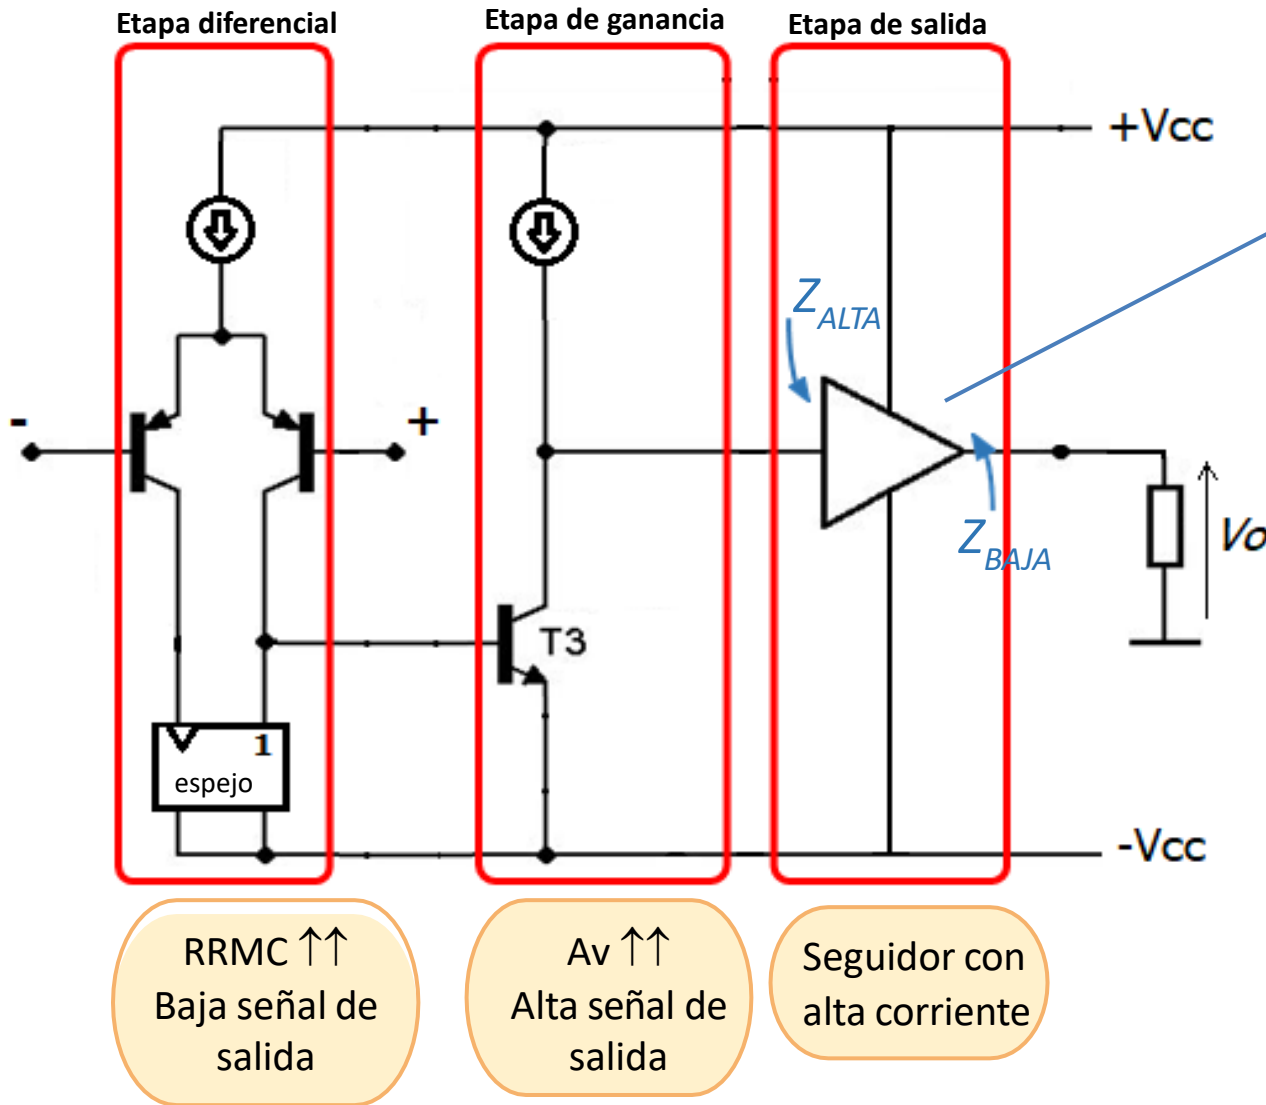 Etapa diferencial
Etapa de ganancia
Etapa de salida
+Vcc
Z ALTA
-
+
Z BAJA
Vo
T3
1
espejo
-Vcc
RRMC ↑↑
Baja señal de
salida
Av ↑↑
Alta señal de
salida
Seguidor con
alta corriente